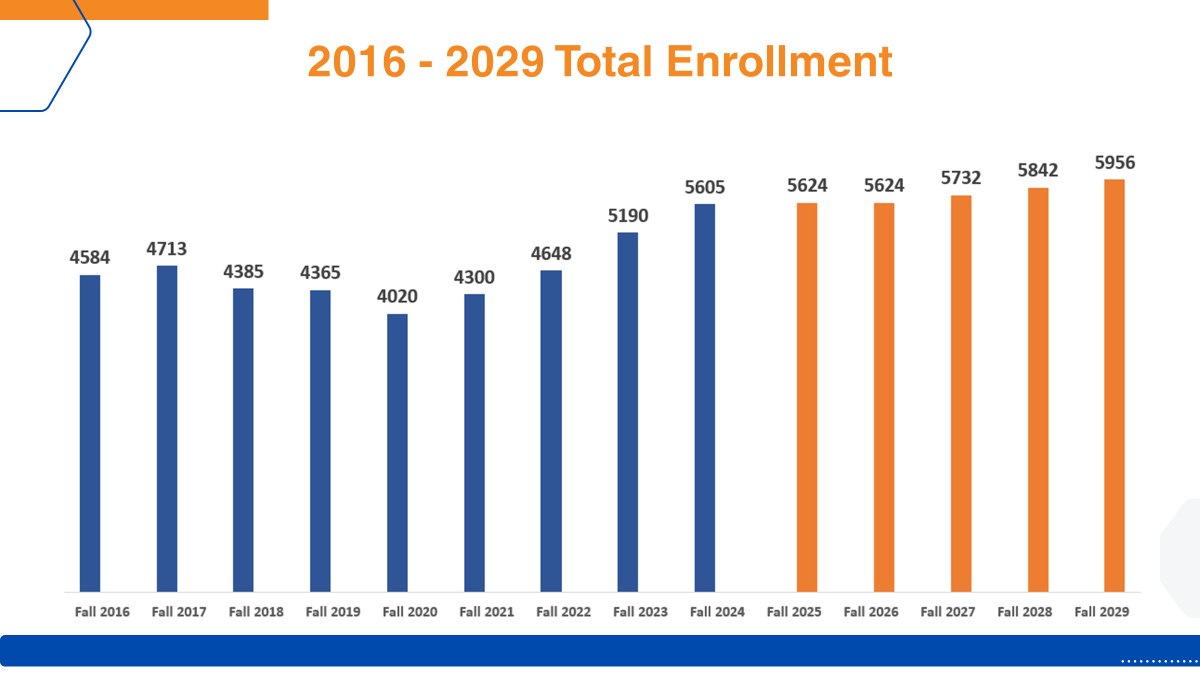 2016 - 2029 Total Enrollment
4584 4713 4385 4365 4020 4300 4648 5190 5605 5624 5624 5732 5842 5956
Fall 2016 Fall 2017 Fall 2018 Fall 2019 Fall 2020 Fall 2021 Fall 2022 Fall 2023 Fall 2024 Fall 2025 Fall 2026 Fall 2027 Fall 2028 Fall 2029